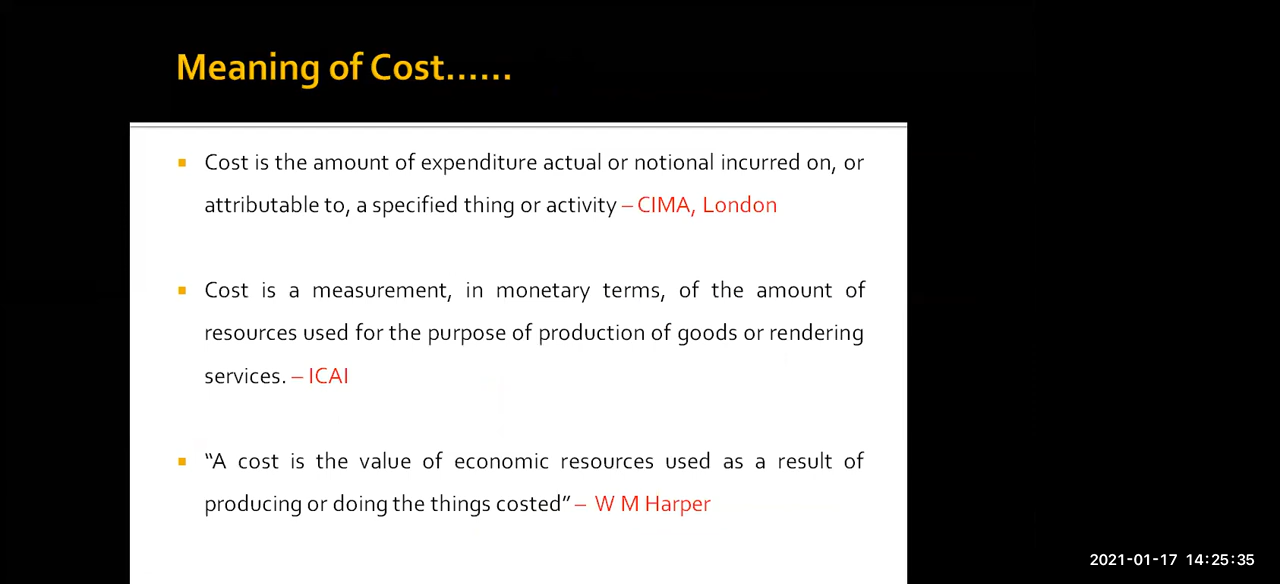 Meaning of Cost......
Cost is the amount of expenditure actual or notional incurred on, or
attributable to, a specified thing or activity – CIMA, London
Cost is a measurement, in monetary terms, of the amount of
resources used for the purpose of production of goods or rendering
services. – ICAI
“A cost is the value of economic resources used as a result of
producing or doing the things costed” – W M Harper
2021-01-17 14:25:35